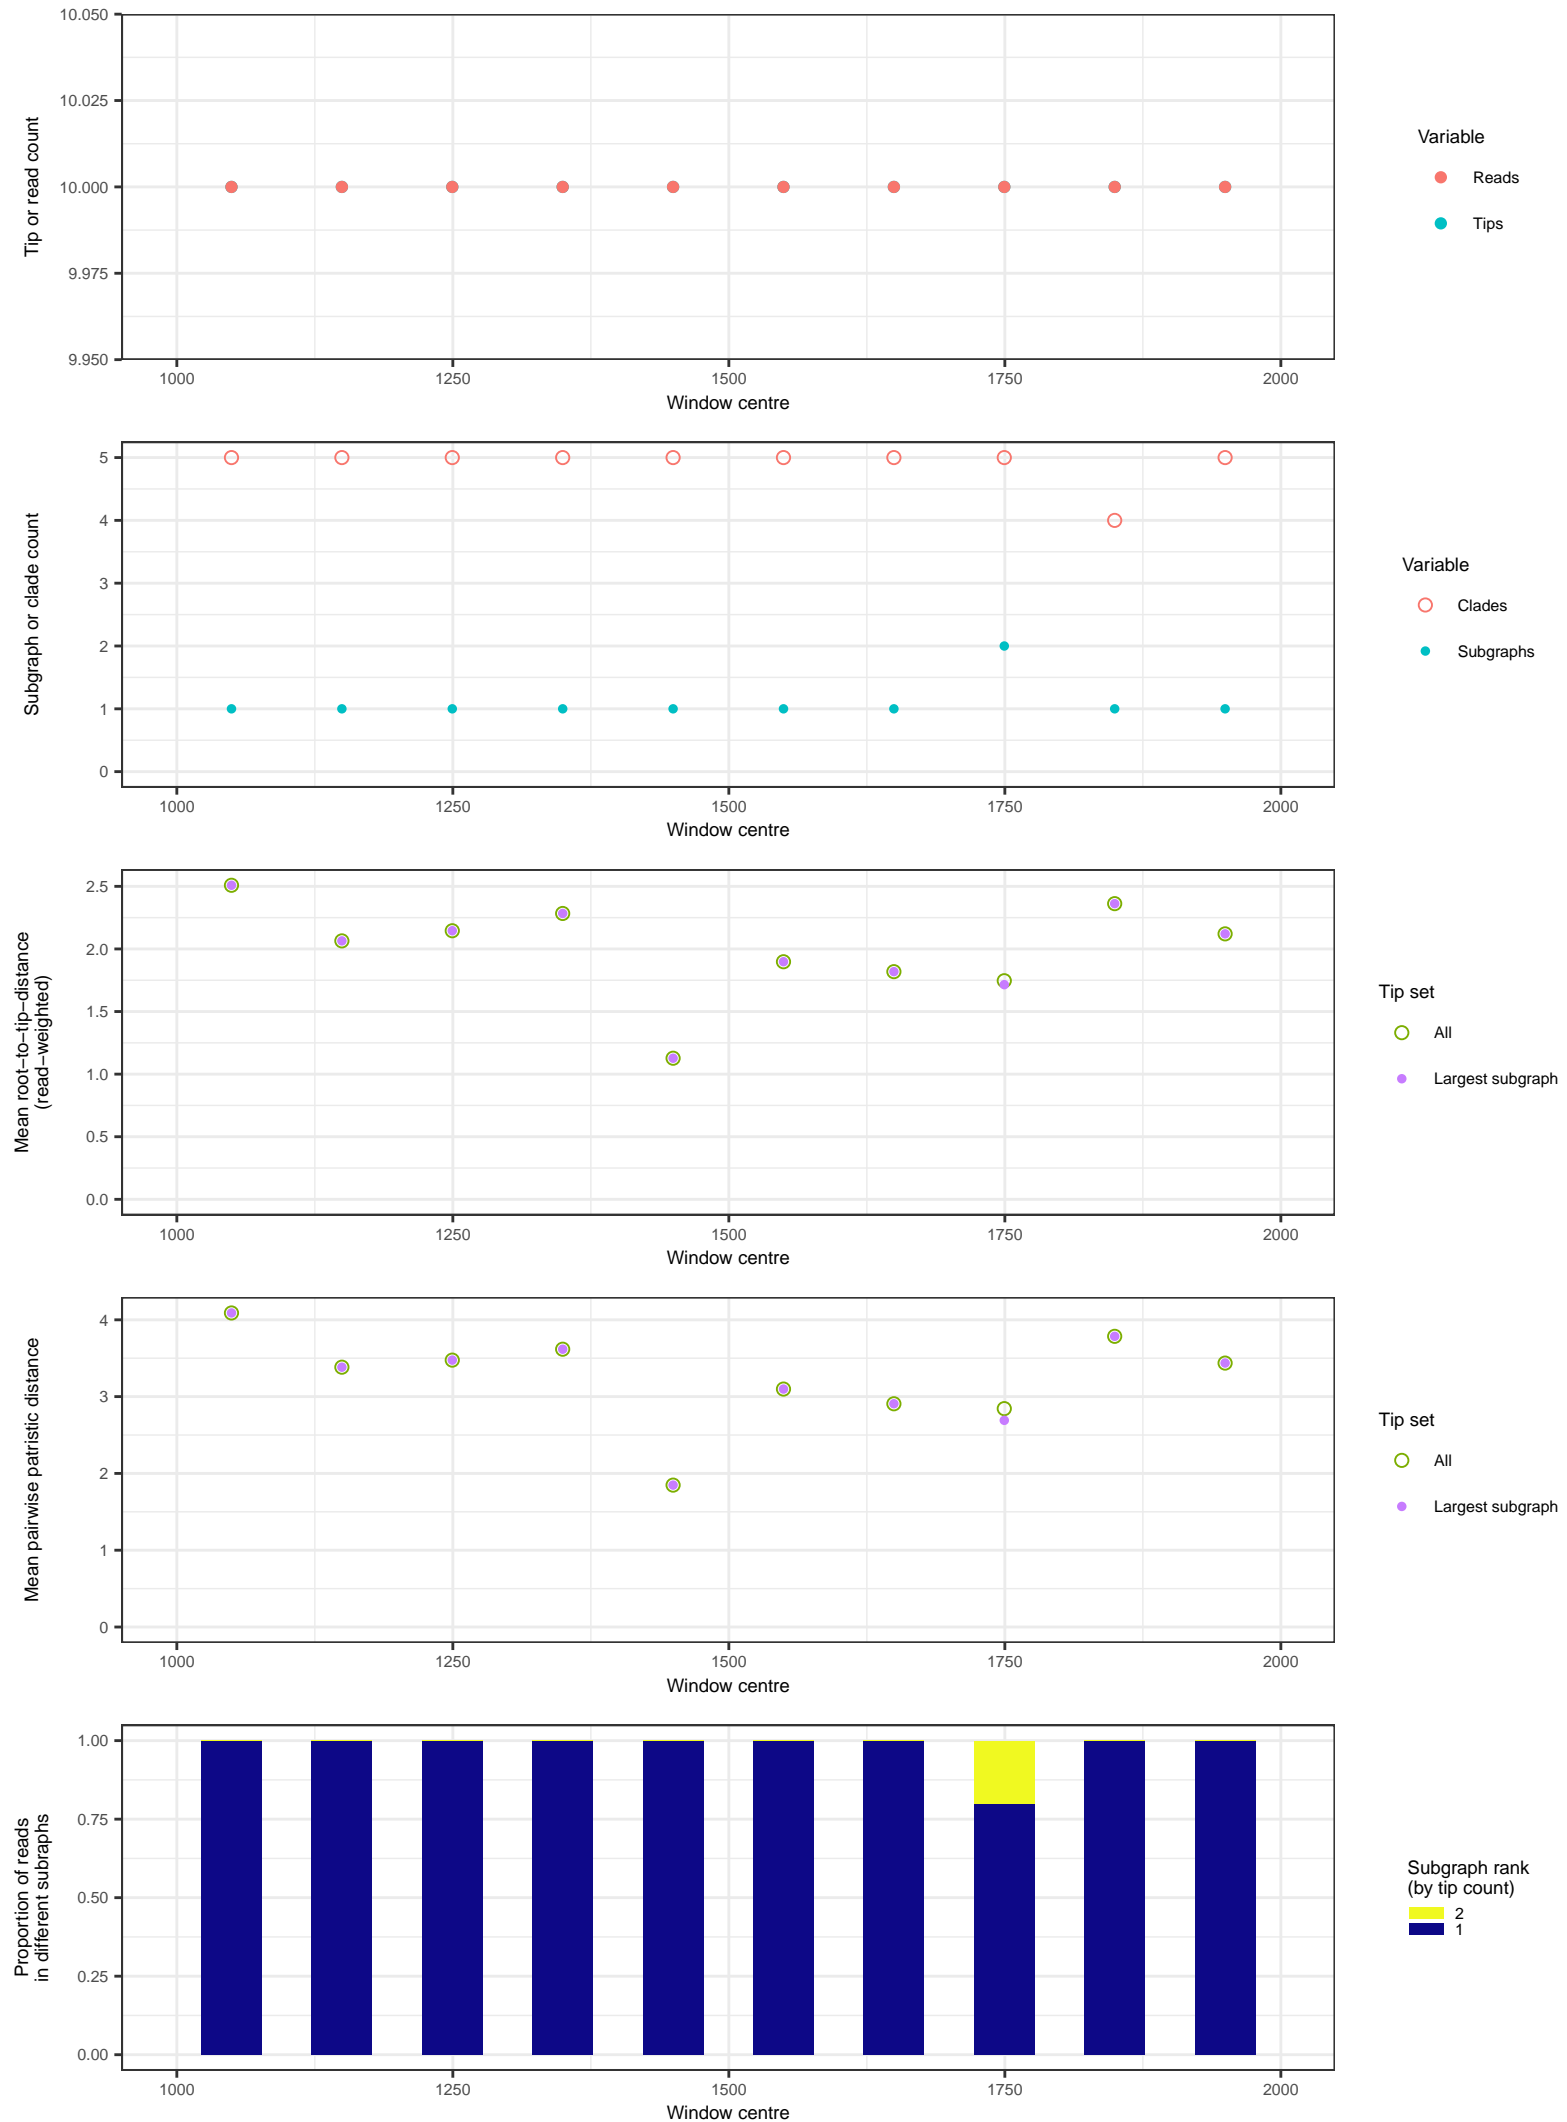 10.050
10.025
10.000
9.975
9.950
Tip or read count
1000 1250 1500 1750 2000
Window centre
Variable
Reads
Tips
5
4
3
2
1
0
Subgraph or clade count
1000 1250 1500 1750 2000
Window centre
Variable
Clades
Subgraphs
2.5
2.0
1.5
1.0
0.5
0.0
Mean root−to−tip−distance
(read−weighted)
1000 1250 1500 1750 2000
Window centre
Tip set
All
Largest subgraph
4
3
2
1
0
Mean pairwise patristic distance
1000 1250 1500 1750 2000
Window centre
Tip set
All
Largest subgraph
1.00
0.75
0.50
0.25
0.00
Proportion of reads
in different subraphs
1000 1250 1500 1750 2000
Window centre
Subgraph rank
(by tip count)
2
1